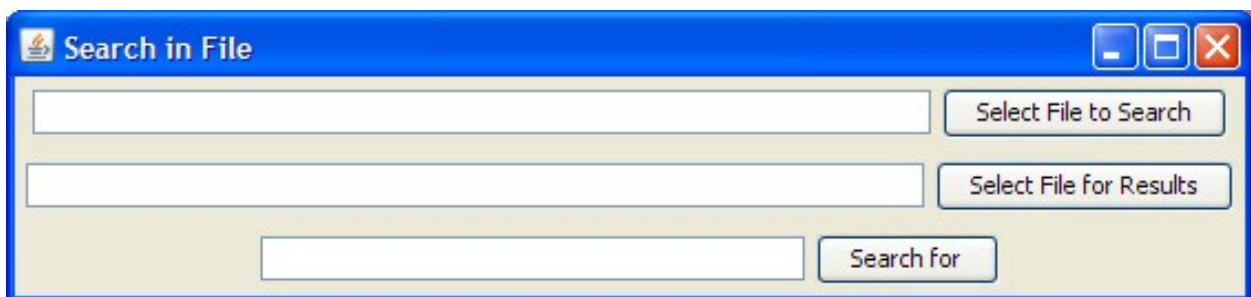 Search in File
Select File to Search
Select File for Results
Search for